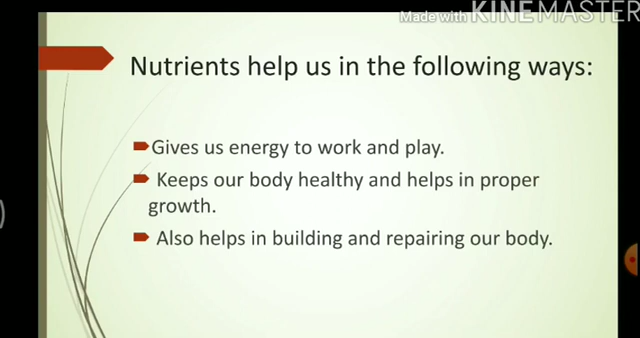 Made with KINEMASTER
Nutrients help us in the following ways:
Gives us energy to work and play.
Keeps our body healthy and helps in proper
growth.
Also helps in building and repairing our body.